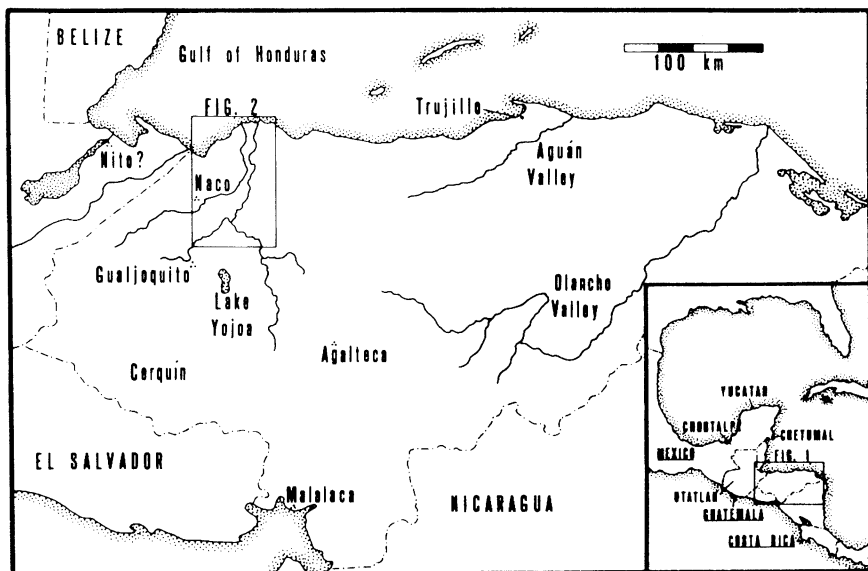 BELIZE
Gulf of Honduras
100 km
FIG. 2
Trujillo
Nito?
Aguán
Valley
Naco
Gualjoquito
Lake
Yojoa
Olancho
Valley
Agalteca
Cerquín
EL SALVADOR
Malalaca
NICARAGUA
YUCATAN
CHONTALPA
CHETUMAL
MEXICO
FIG. 1
UTATLAN
GUATEMALA
COSTA RICA